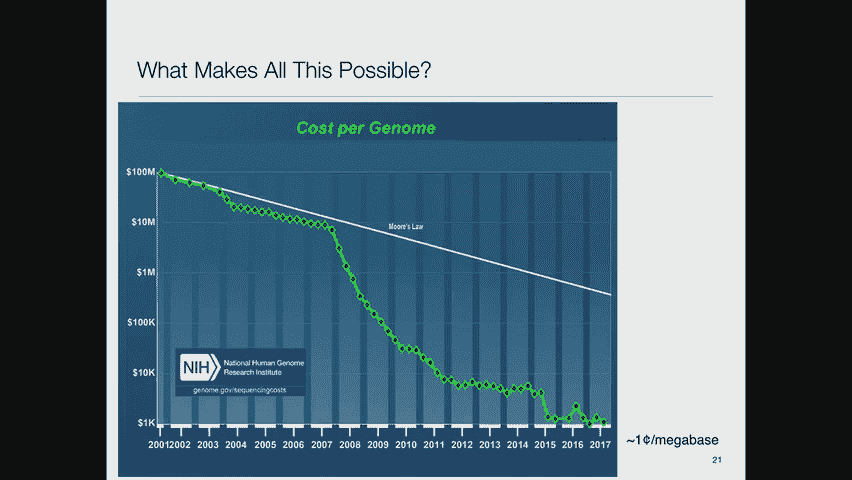 What Makes All This Possible?
Cost per Genome
$100M
$10M
$1M
$100K
$10K
$1K
Moore's Law
NIH
National Human Genome
Research Institute
genome.gov/sequencingcosts
2001 2002 2003 2004 2005 2006 2007 2008 2009 2010 2011 2012 2013 2014 2015 2016 2017
~1¢/megabase
21